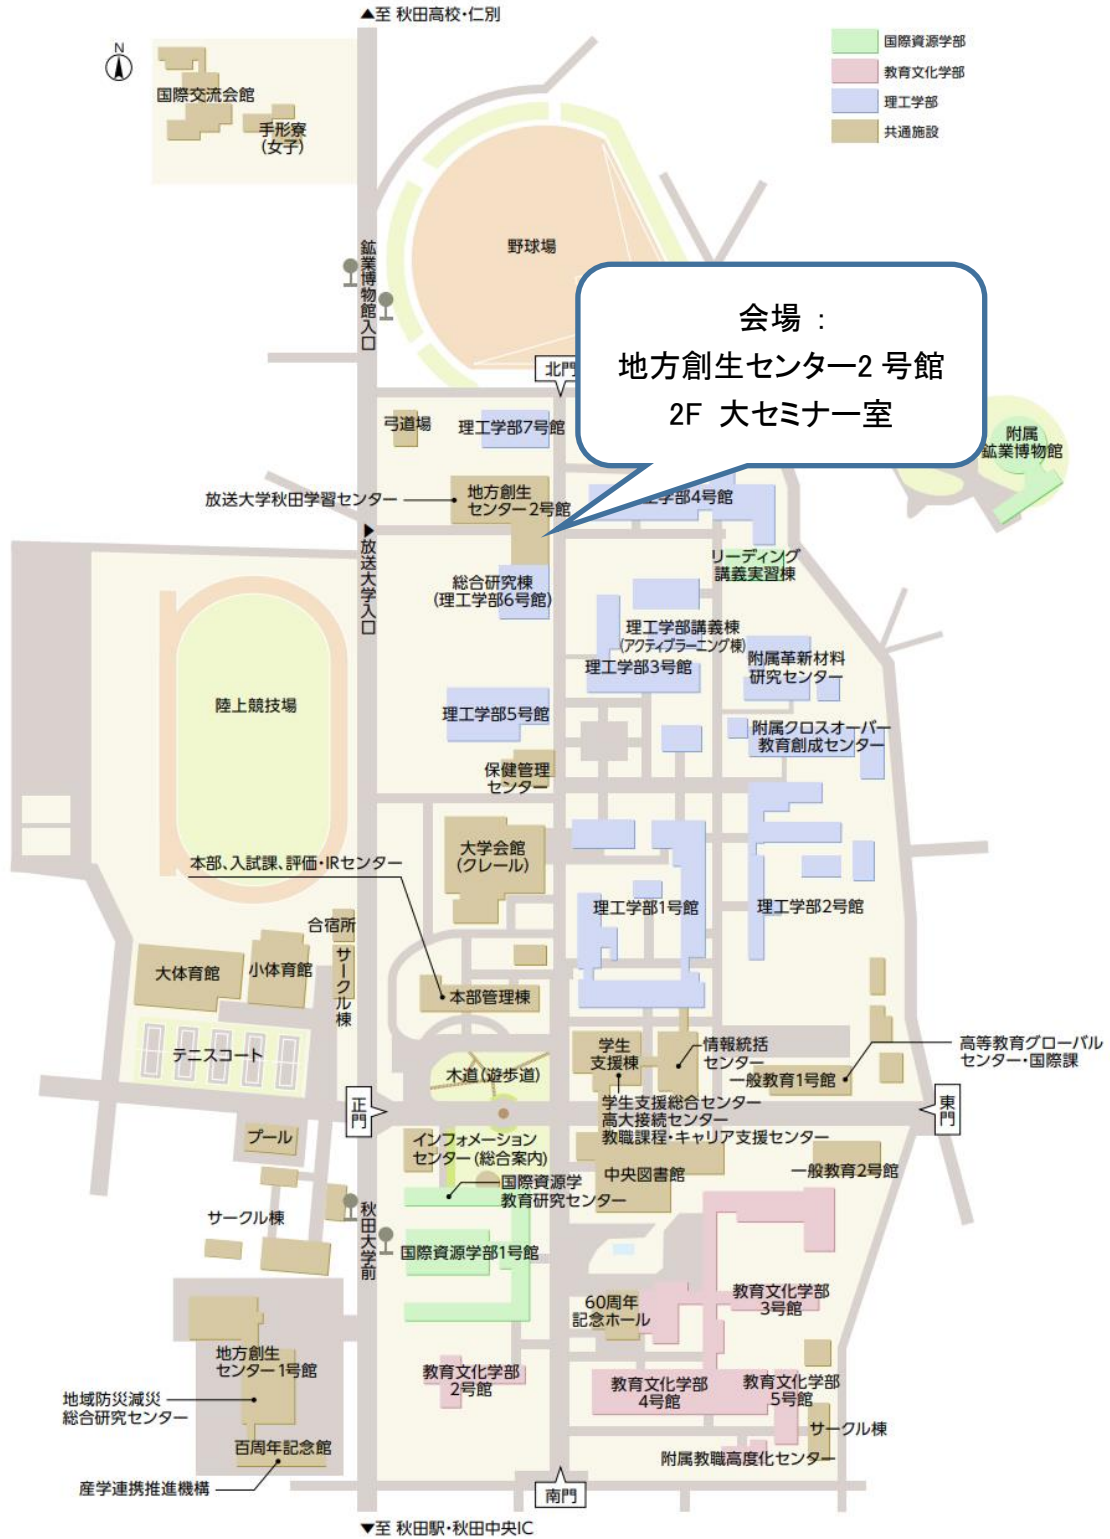 ▲至 秋田高校・仁別
N
国際資源学部
教育文化学部
理工学部
共通施設
国際交流会館
手形寮
(女子)
野球場
鉱業博物館入口
会場 :
地方創生センター2 号館
2F 大セミナー室
北門
弓道場
理工学部7号館
附属
鉱業博物館
放送大学秋田学習センター
地方創生
センター2号館
理工学部4号館
▶放送大学入口
リーディング
講義実習棟
総合研究棟
(理工学部6号館)
理工学部講義棟
(アクティブラーニング棟)
理工学部3号館
附属革新材料
研究センター
陸上競技場
理工学部5号館
附属クロスオーバー
教育創成センター
保健管理
センター
大学会館
(クレール)
本部、入試課、評価・IRセンター
理工学部1号館
理工学部2号館
合宿所
サークル棟
大体育館
小体育館
本部管理棟
テニスコート
学生
支援棟
情報統括
センター
高等教育グローバル
センター・国際課
一般教育1号館
木道(遊歩道)
正門
東門
学生支援総合センター
高大接続センター
教職課程・キャリア支援センター
プール
インフォメーション
センター(総合案内)
中央図書館
一般教育2号館
国際資源学
教育研究センター
サークル棟
秋田大学前
国際資源学部1号館
60周年
記念ホール
教育文化学部
3号館
地方創生
センター1号館
教育文化学部
2号館
教育文化学部
4号館
教育文化学部
5号館
地域防災減災
総合研究センター
サークル棟
百周年記念館
附属教職高度化センター
産学連携推進機構
南門
▼至 秋田駅・秋田中央IC